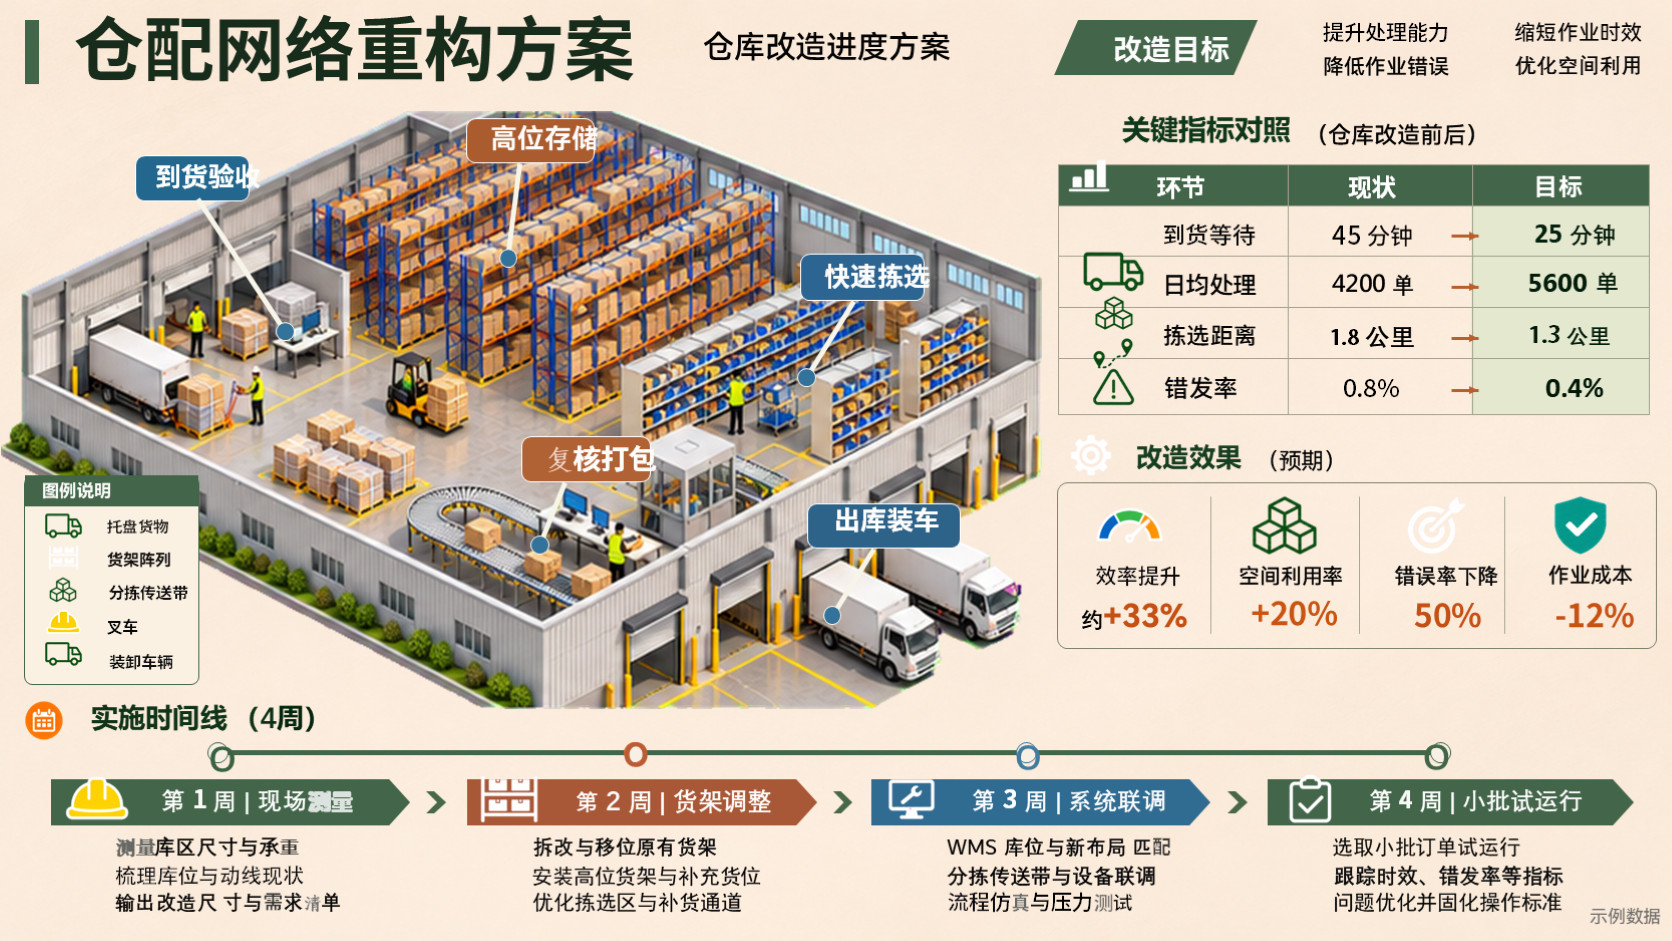 仓配网络重构方案
仓库改造进度方案
改造目标
提升处理能力
缩短作业时效
降低作业错误
优化空间利用
到货验收
高位存储
快速拣选
复核打包
出库装车
图例说明
托盘货物
货架阵列
分拣传送带
叉车
装卸车辆
关键指标对照 （仓库改造前后）
环节 现状 目标
到货等待 45 分钟 25 分钟
日均处理 4200 单 5600 单
拣选距离 1.8 公里 1.3 公里
错发率 0.8% 0.4%
改造效果 （预期）
效率提升
约+33%
空间利用率
+20%
错误率下降
50%
作业成本
-12%
实施时间线（4周）
第 1 周 | 现场测量
测量库区尺寸与承重
梳理库位与动线现状
输出改造尺寸与需求清单
第 2 周 | 货架调整
拆改与移位原有货架
安装高位货架与补充货位
优化拣选区与补货通道
第 3 周 | 系统联调
WMS 库位与新布局 匹配
分拣传送带与设备联调
流程仿真与压力测试
第 4 周 | 小批试运行
选取小批订单试运行
跟踪时效、错发率等指标
问题优化并固化操作标准
示例数据